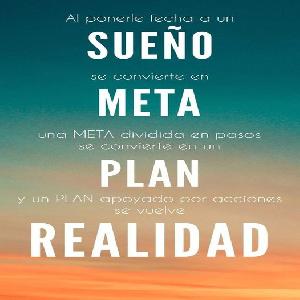 Al ponerle fecha a un
SUEÑO
se convierte en
META
una META dividida en pasos
se convierte en un
PLAN
y un PLAN apoyado por acciones
se vuelve
REALIDAD